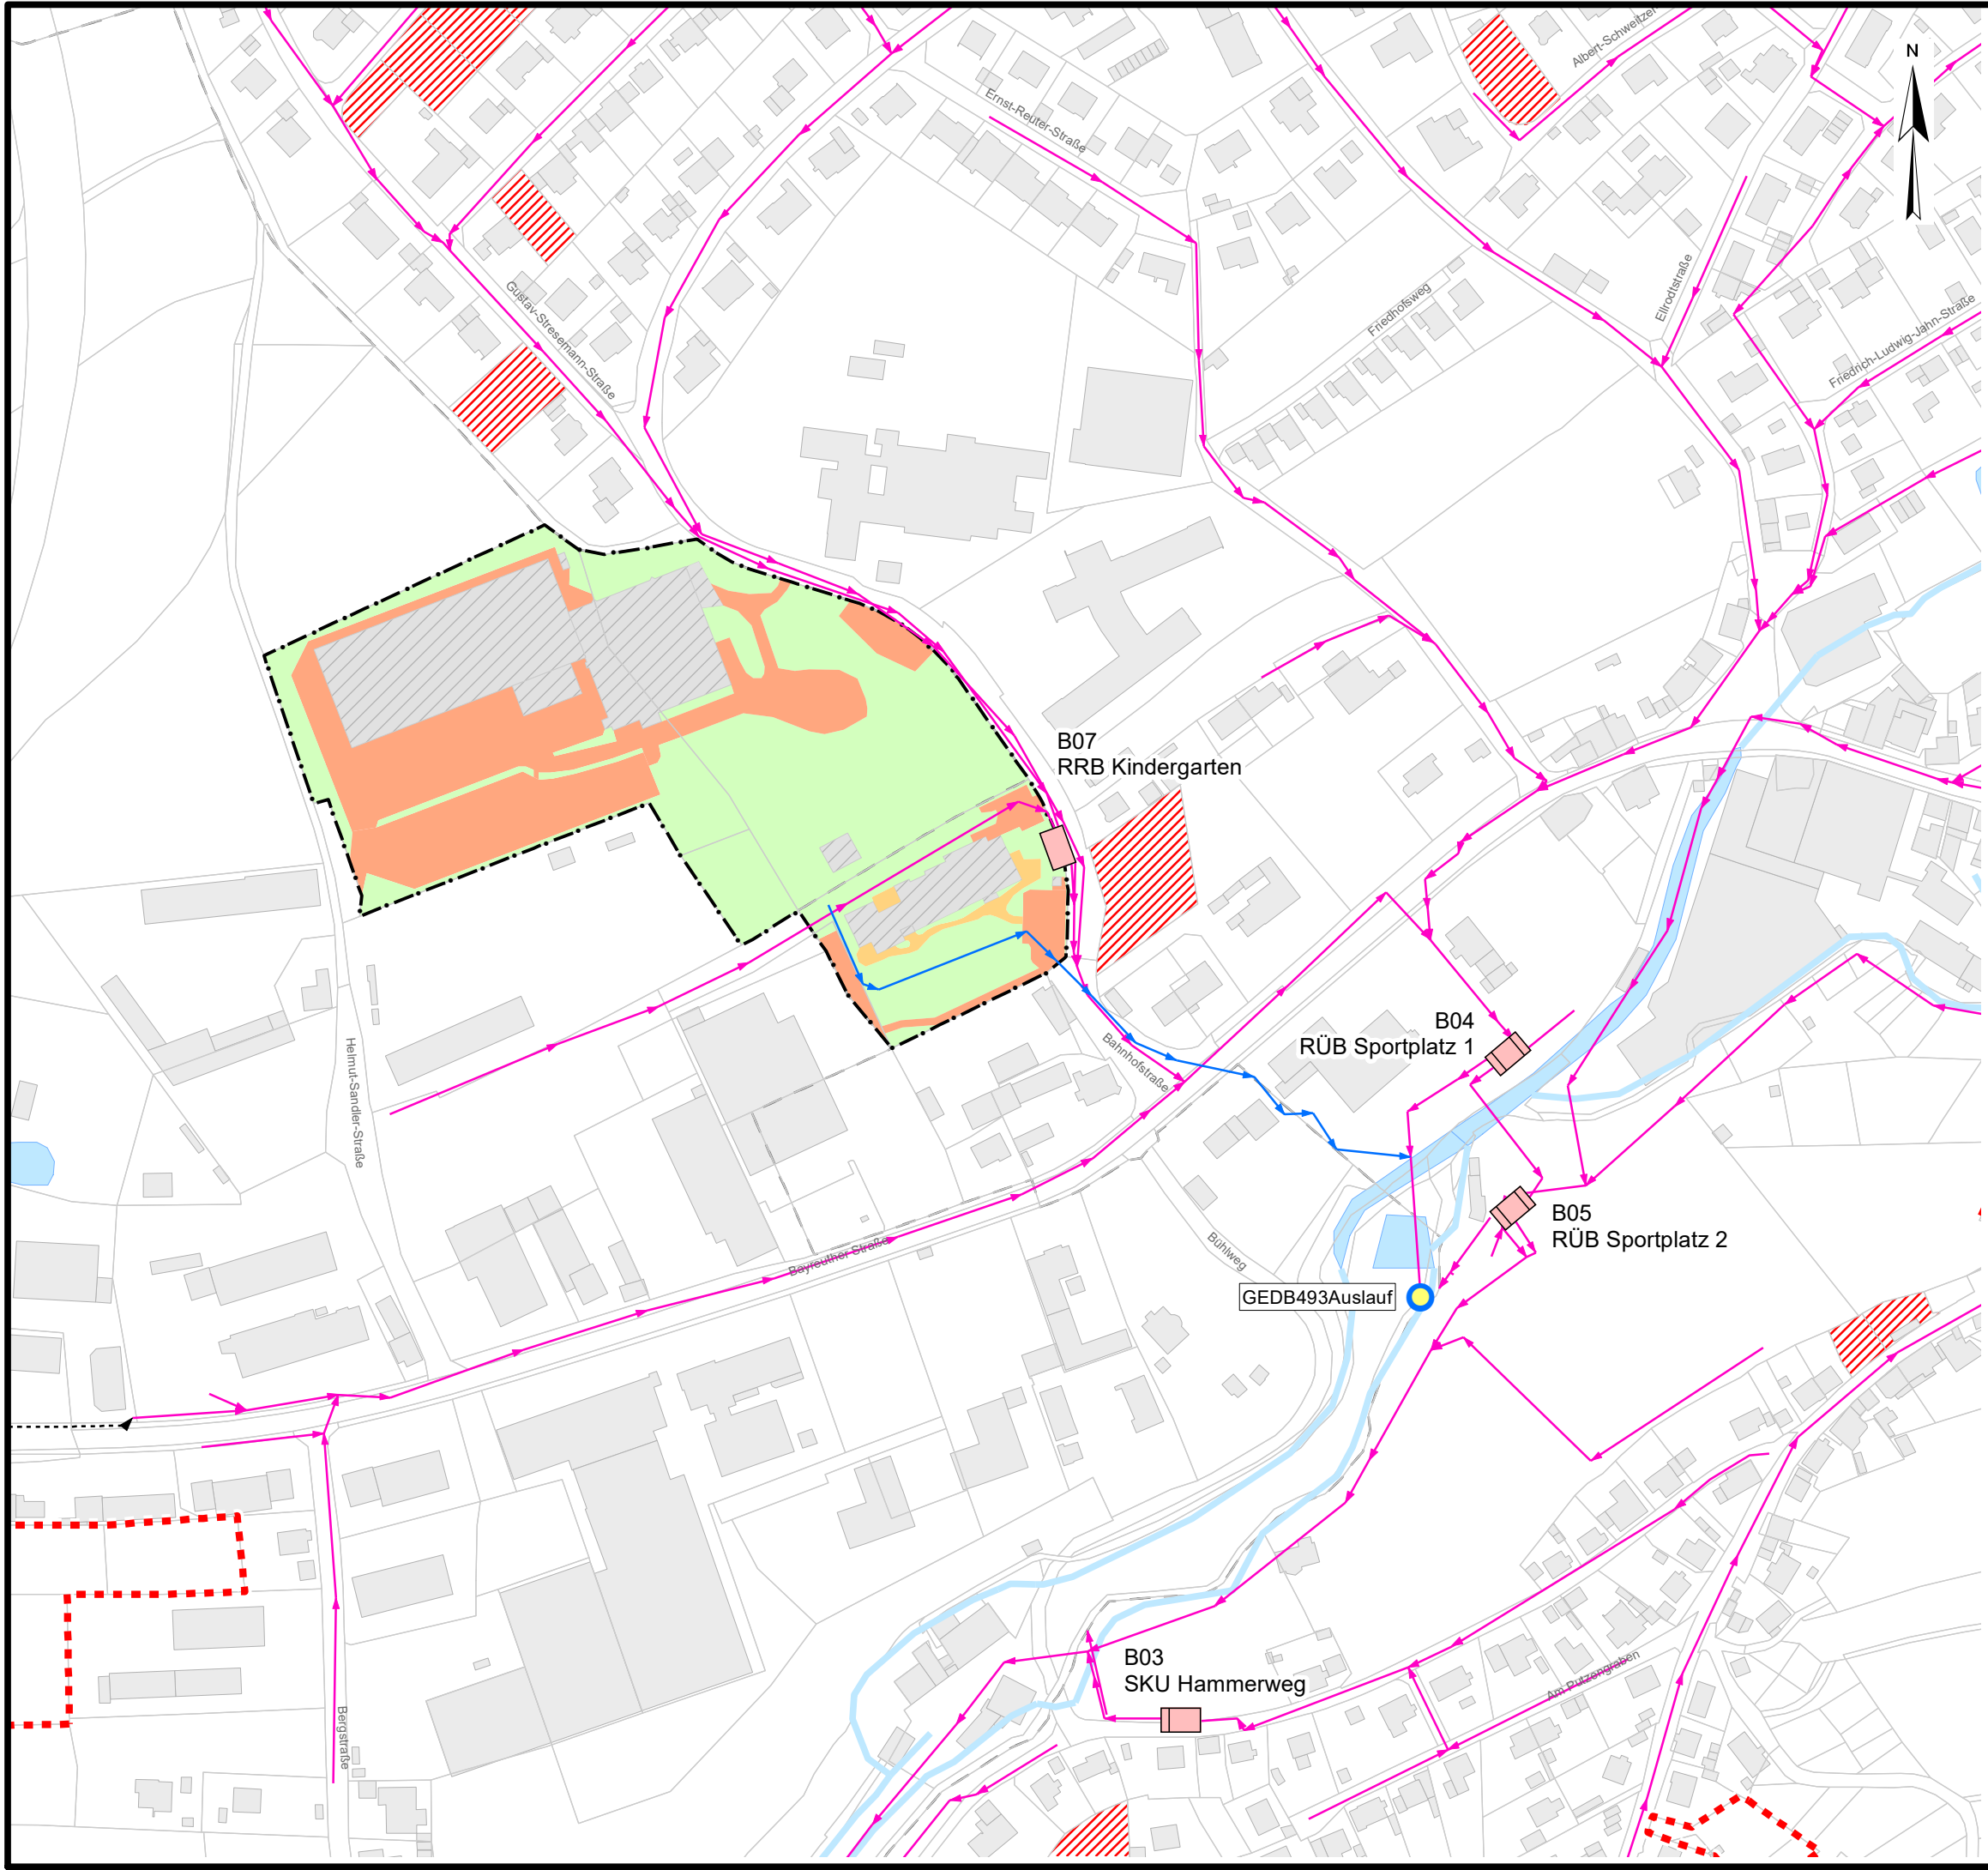 Albert-Schweitzer
N
Ernst-Reuter-Straße
Ellrodtstraße
Gustav-Stresemann-Straße
Friedhofsweg
Friedrich-Ludwig-Jahn-Straße
B07
RRB Kindergarten
B04
RÜB Sportplatz 1
Helmut-Sandler-Straße
Bahnhofstraße
B05
RÜB Sportplatz 2
Bayreuther Straße
Bühlweg
GEDB493Auslauf
B03
SKU Hammerweg
Am Putzengraben
Bergstraße